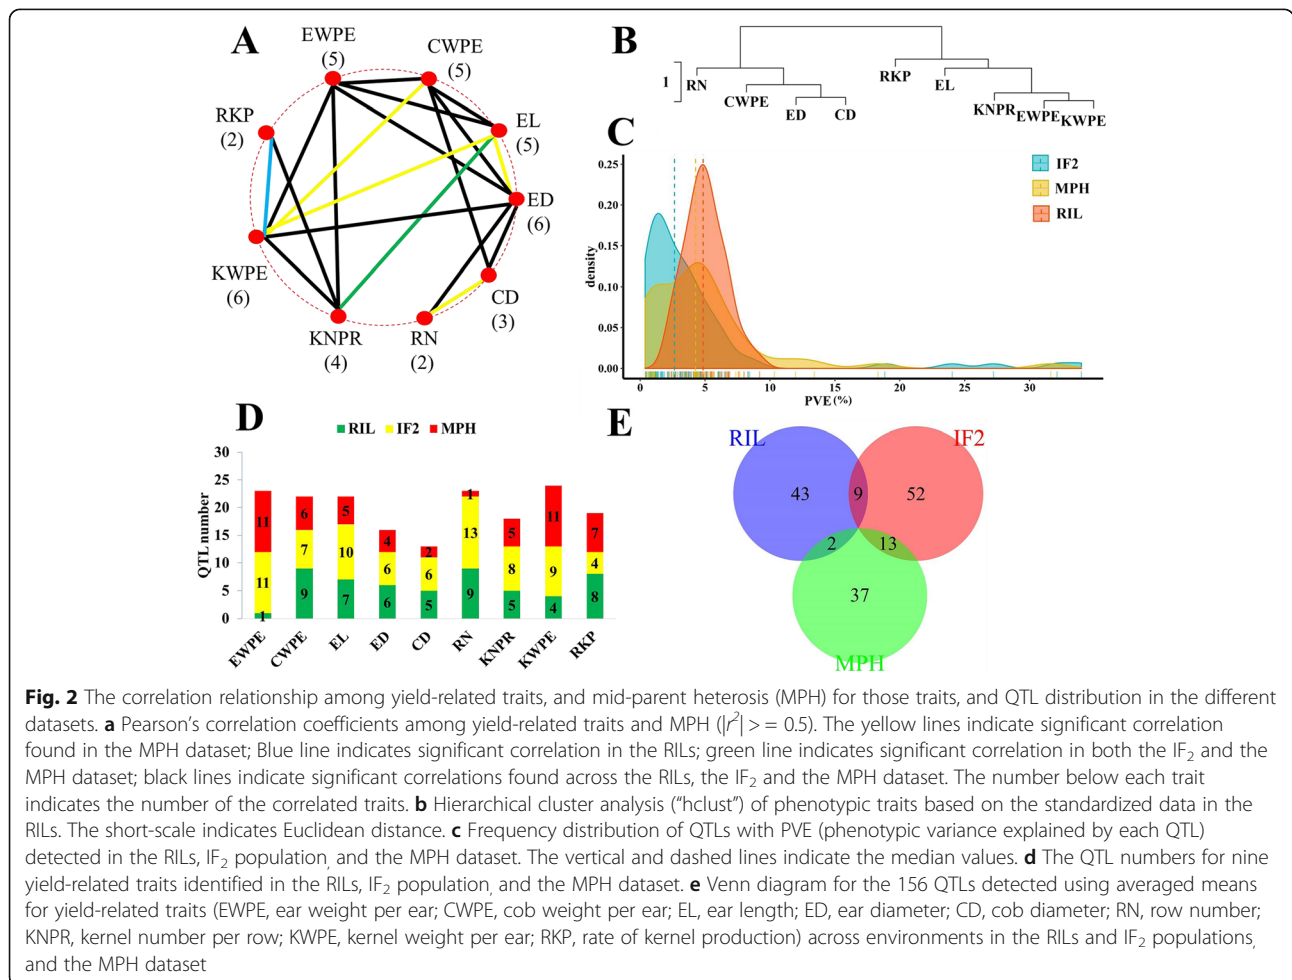 A
EWPE
(5)
CWPE
(5)
RKP
(2)
EL
(5)
ED
(6)
KWPE
(6)
CD
(3)
KNPR
(4)
RN
(2)
B
1
RN
CWPE
ED
CD
RKP
EL
KNPR
EWPE
KWPE
C
0.25
0.20
0.15
0.10
0.05
0.00
density
0
5
10
15
20
25
30
PVE(%)
IF2
MPH
RIL
D
RIL IF2 MPH
QTL number
30
25
20
15
10
5
0
11 6 5 4 2 1 5 11 7
11 7 10 6 6 13 8 9 4
1 9 7 6 5 9 5 4 8
EWPE CWPE EL ED CD RN KNPR KWPE RKP
E
RIL
IF2
43 9 52
2 13
37
MPH
Fig. 2 The correlation relationship among yield-related traits, and mid-parent heterosis (MPH) for those traits, and QTL distribution in the different
datasets. a Pearson's correlation coefficients among yield-related traits and MPH (|r²| > = 0.5). The yellow lines indicate significant correlation
found in the MPH dataset; Blue line indicates significant correlation in the RILs; green line indicates significant correlation in both the IF₂ and the
MPH dataset; black lines indicate significant correlations found across the RILs, the IF₂ and the MPH dataset. The number below each trait
indicates the number of the correlated traits. b Hierarchical cluster analysis ("hclust") of phenotypic traits based on the standardized data in the
RILs. The short-scale indicates Euclidean distance. c Frequency distribution of QTLs with PVE (phenotypic variance explained by each QTL)
detected in the RILs, IF₂ population, and the MPH dataset. The vertical and dashed lines indicate the median values. d The QTL numbers for nine
yield-related traits identified in the RILs, IF₂ population, and the MPH dataset. e Venn diagram for the 156 QTLs detected using averaged means
for yield-related traits (EWPE, ear weight per ear; CWPE, cob weight per ear; EL, ear length; ED, ear diameter; CD, cob diameter; RN, row number;
KNPR, kernel number per row; KWPE, kernel weight per ear; RKP, rate of kernel production) across environments in the RILs and IF₂ populations,
and the MPH dataset